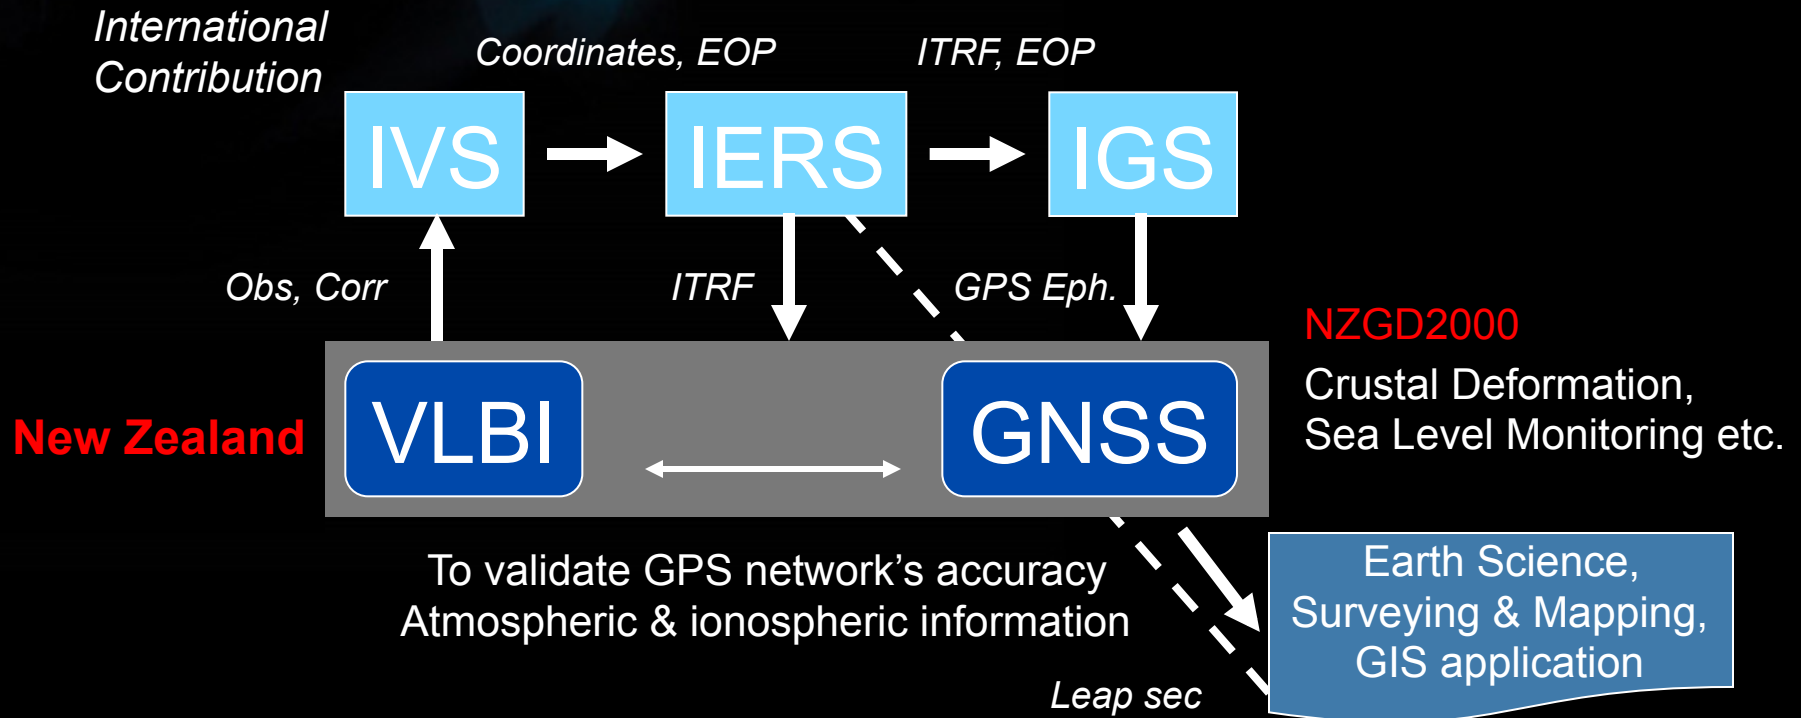 International
Contribution
Coordinates, EOP
ITRF, EOP
IVS
IERS
IGS
Obs, Corr
ITRF
GPS Eph.
New Zealand
VLBI
GNSS
NZGD2000
Crustal Deformation,
Sea Level Monitoring etc.
To validate GPS network’s accuracy
Atmospheric & ionospheric information
Earth Science,
Surveying & Mapping,
GIS application
Leap sec